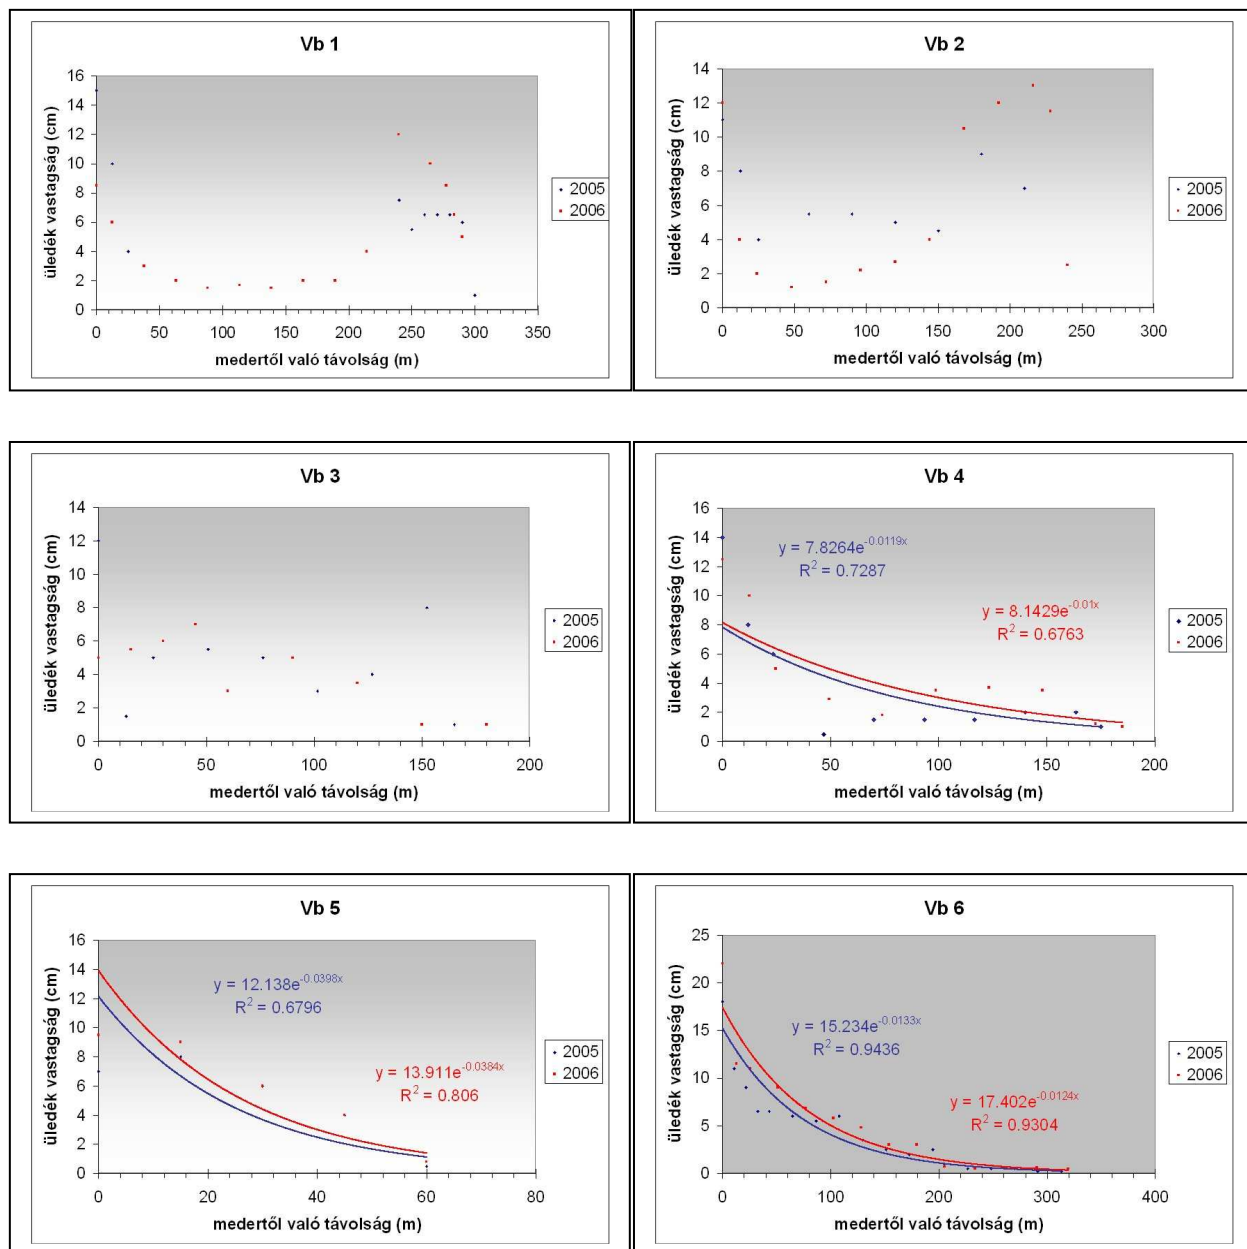 Vb 1
16
14
12
10
8
6
4
2
0
üledék vastagság (cm)
0 50 100 150 200 250 300 350
medertől való távolság (m)
2005
2006
Vb 2
14
12
10
8
6
4
2
0
üledék vastagság (cm)
0 50 100 150 200 250 300
medertől való távolság (m)
2005
2006
Vb 3
14
12
10
8
6
4
2
0
üledék vastagság (cm)
0 50 100 150 200
medertől való távolság (m)
2005
2006
Vb 4
16
14
12
10
8
6
4
2
0
üledék vastagság (cm)
y = 7.8264e^-0.0119x
R² = 0.7287
y = 8.1429e^-0.01x
R² = 0.6763
0 50 100 150 200
medertől való távolság (m)
2005
2006
Vb 5
16
14
12
10
8
6
4
2
0
üledék vastagság (cm)
y = 12.138e^-0.0398x
R² = 0.6796
y = 13.911e^-0.0384x
R² = 0.806
0 20 40 60 80
medertől való távolság (m)
2005
2006
Vb 6
25
20
15
10
5
0
üledék vastagság (cm)
y = 15.234e^-0.0133x
R² = 0.9436
y = 17.402e^-0.0124x
R² = 0.9304
0 100 200 300 400
medertől való távolság (m)
2005
2006